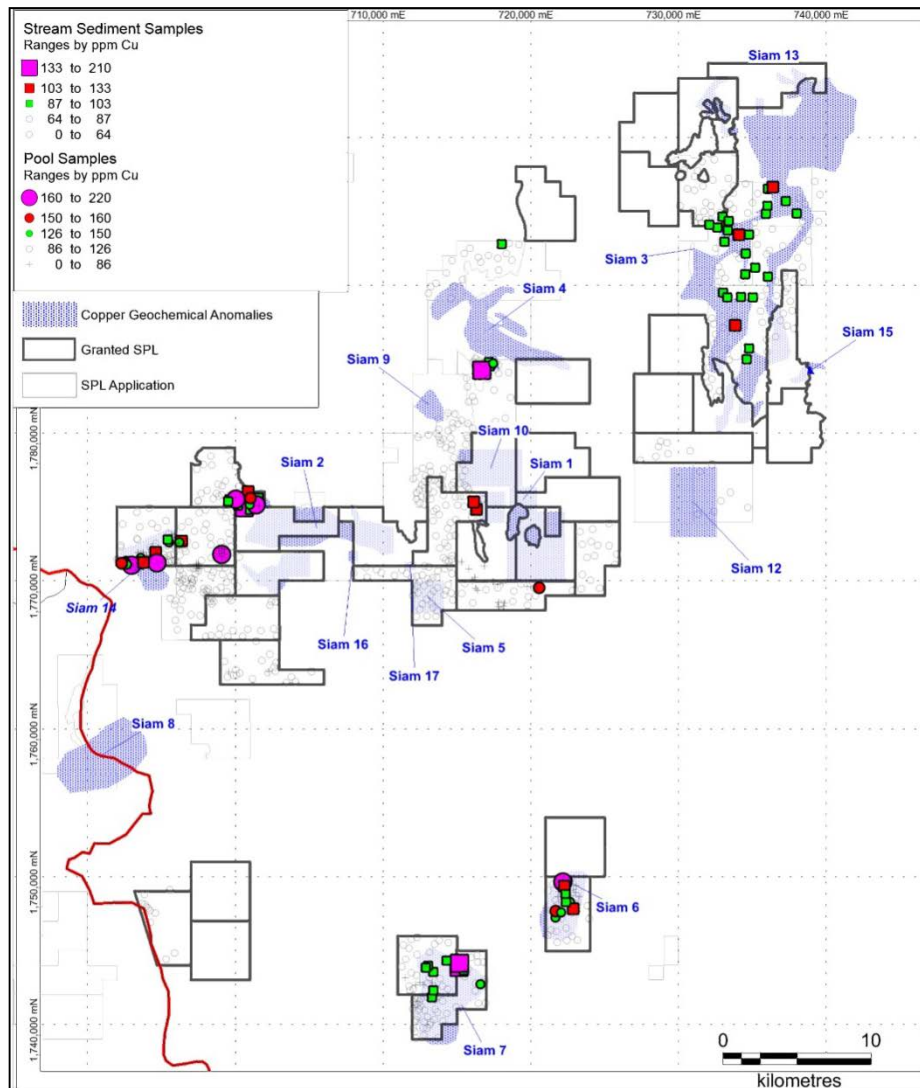 1,710,000 mE
1,720,000 mE
1,730,000 mE
1,740,000 mE
Stream Sediment Samples
Ranges by ppm Cu
133 to 210
103 to 133
87 to 103
64 to 87
0 to 64
Pool Samples
Ranges by ppm Cu
160 to 220
150 to 160
126 to 150
86 to 126
0 to 86
Copper Geochemical Anomalies
Granted SPL
SPL Application
Siam 13
Siam 3
Siam 4
Siam 15
Siam 9
1,780,000 mN
Siam 10
Siam 2
Siam 1
Siam 12
1,770,000 mN
Siam 14
Siam 16
Siam 5
Siam 17
Siam 8
1,760,000 mN
1,750,000 mN
Siam 6
1,740,000 mN
Siam 7
0 10
kilometres